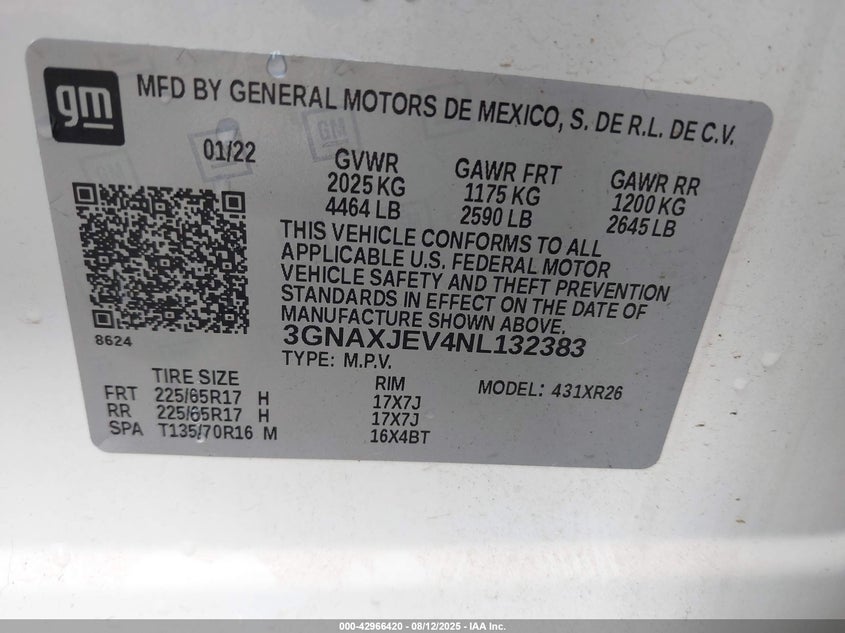 gm
MFD BY GENERAL MOTORS DE MEXICO, S. DE R.L. DE C.V.
01/22
GVWR GAWR FRT GAWR RR
2025 KG 1175 KG 1200 KG
4464 LB 2590 LB 2645 LB
THIS VEHICLE CONFORMS TO ALL
APPLICABLE U.S. FEDERAL MOTOR
VEHICLE SAFETY AND THEFT PREVENTION
STANDARDS IN EFFECT ON THE DATE OF
MANUFACTURE SHOWN ABOVE.
8624
3GNAXJEV4NL132383
TYPE: M.P.V.
TIRE SIZE RIM MODEL: 431XR26
FRT 225/65R17 H 17X7J
RR 225/65R17 H 17X7J
SPA T135/70R16 M 16X4BT
000-42966420 - 08/12/2025 - IAA Inc.